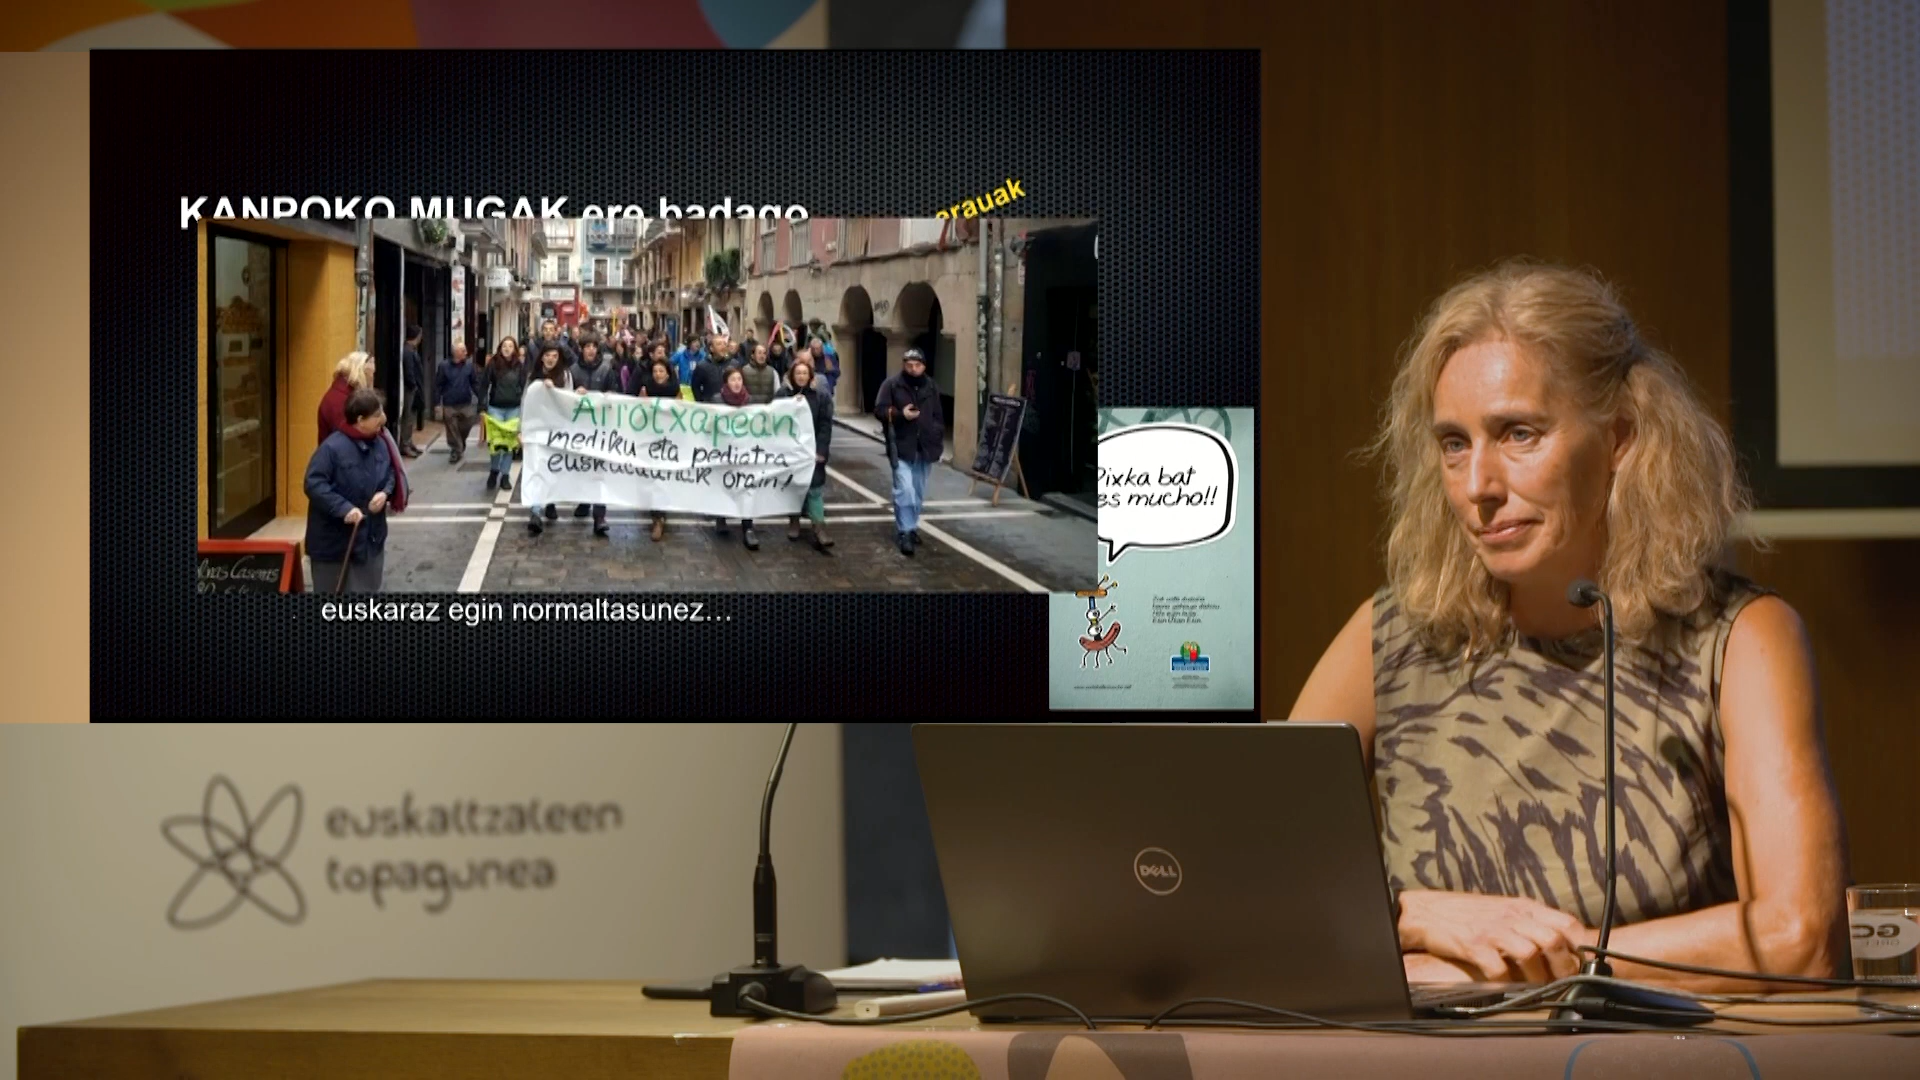 KANPOKO MUGAK ere badago
arauak
Arrotxapean
mediku eta pediatra
euskaldunak orain!
Pixka bat
es mucho!!
euskaraz egin normaltasunez...
euskaltzaleen
topagunea
DELL